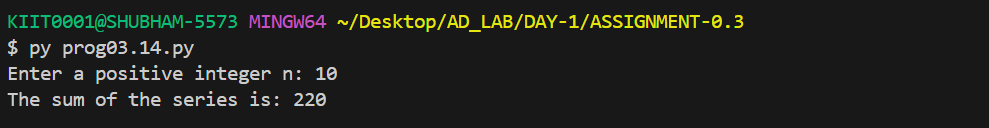 KIIT0001@SHUBHAM-5573 MINGW64 ~/Desktop/AD_LAB/DAY-1/ASSIGNMENT-0.3
$ py prog03.14.py
Enter a positive integer n: 10
The sum of the series is: 220